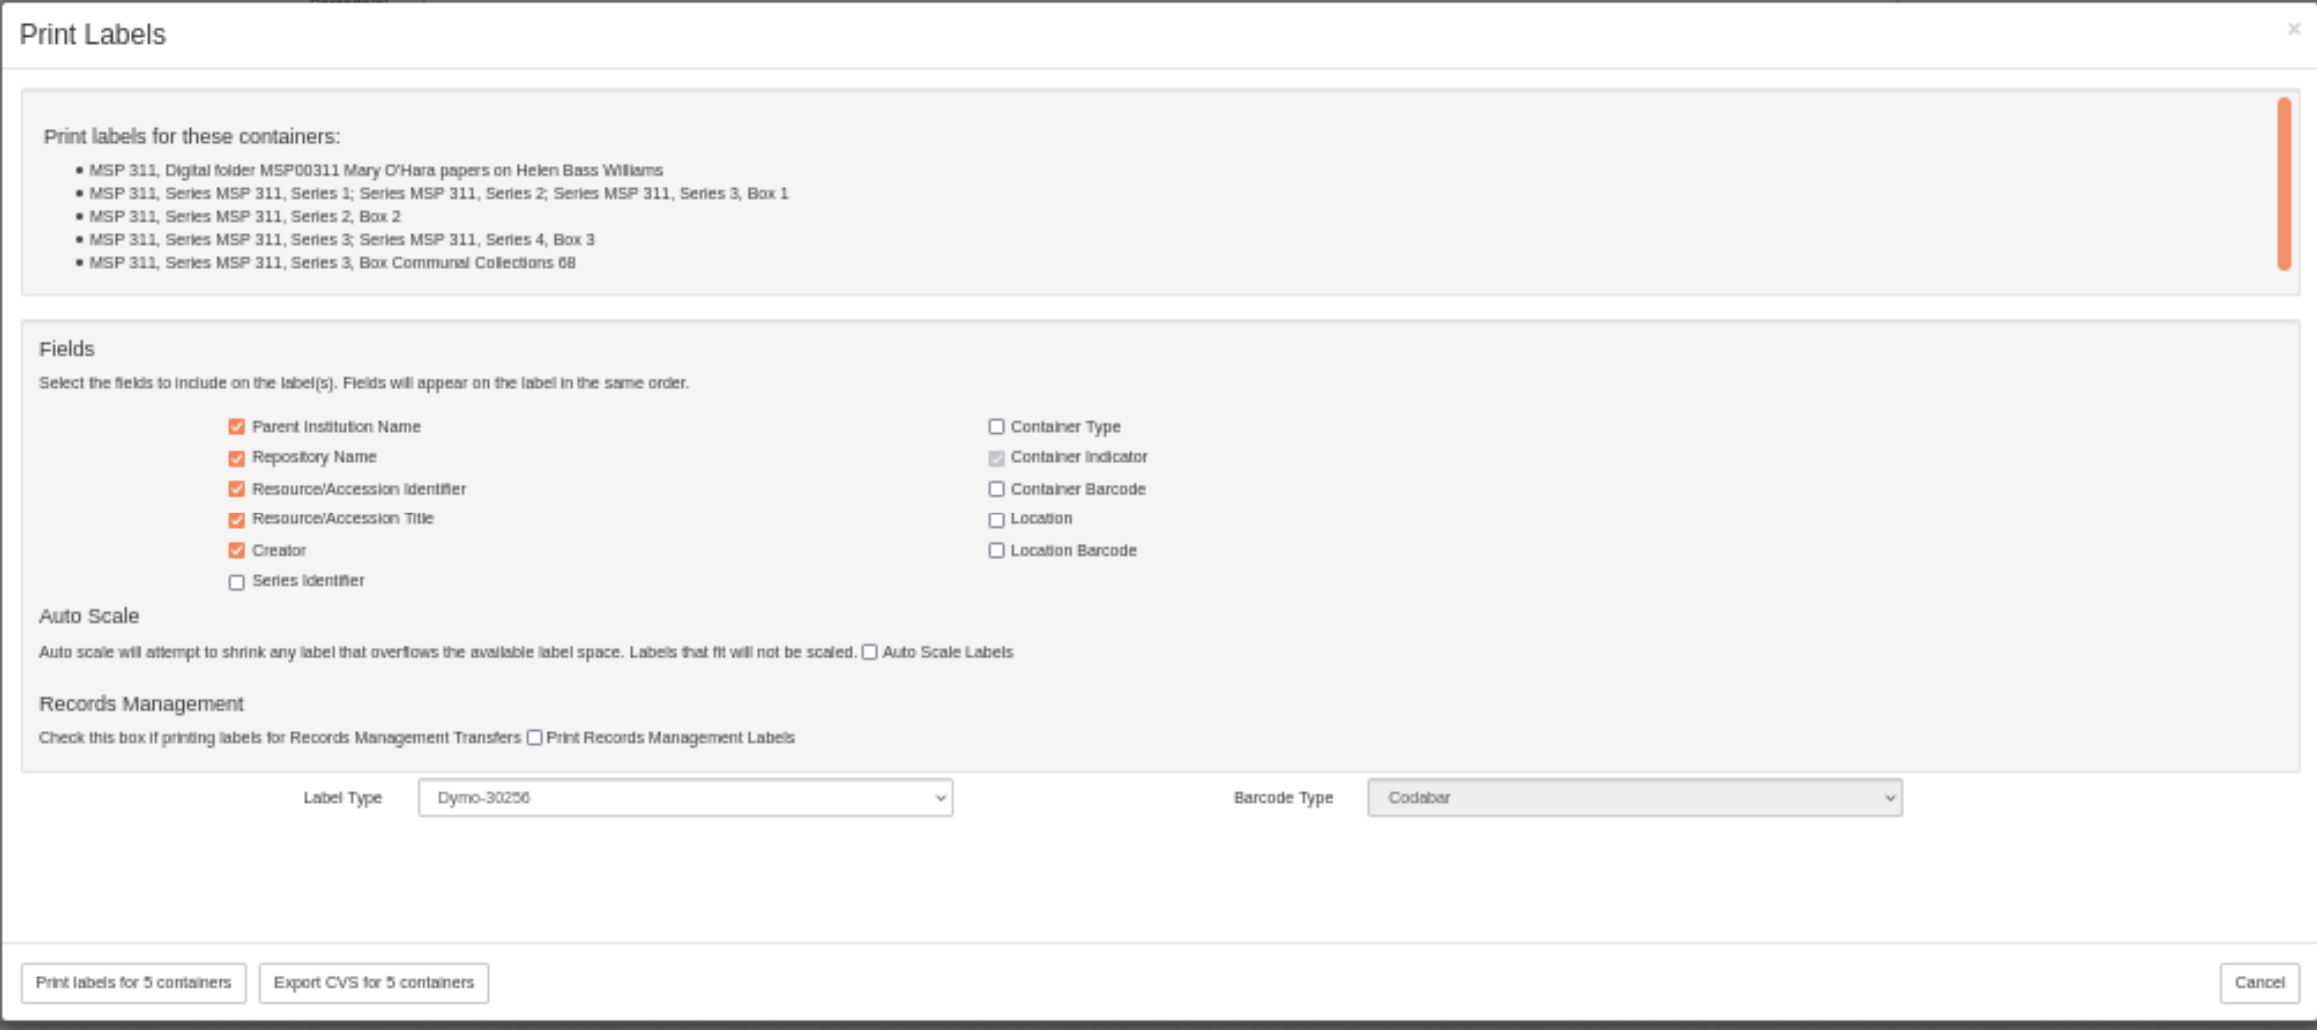 Print Labels
×
Print labels for these containers:
• MSP 311, Digital folder MSP00311 Mary O'Hara papers on Helen Bass Williams
• MSP 311, Series MSP 311, Series 1; Series MSP 311, Series 2; Series MSP 311, Series 3, Box 1
• MSP 311, Series MSP 311, Series 2, Box 2
• MSP 311, Series MSP 311, Series 3; Series MSP 311, Series 4, Box 3
• MSP 311, Series MSP 311, Series 3, Box Communal Collections 68
Fields
Select the fields to include on the label(s). Fields will appear on the label in the same order.
Parent Institution Name
Repository Name
Resource/Accession Identifier
Resource/Accession Title
Creator
Series Identifier
Container Type
Container Indicator
Container Barcode
Location
Location Barcode
Auto Scale
Auto scale will attempt to shrink any label that overflows the available label space. Labels that fit will not be scaled. Auto Scale Labels
Records Management
Check this box if printing labels for Records Management Transfers Print Records Management Labels
Label Type Dymo-30256 Barcode Type Codabar
Print labels for 5 containers Export CVS for 5 containers Cancel